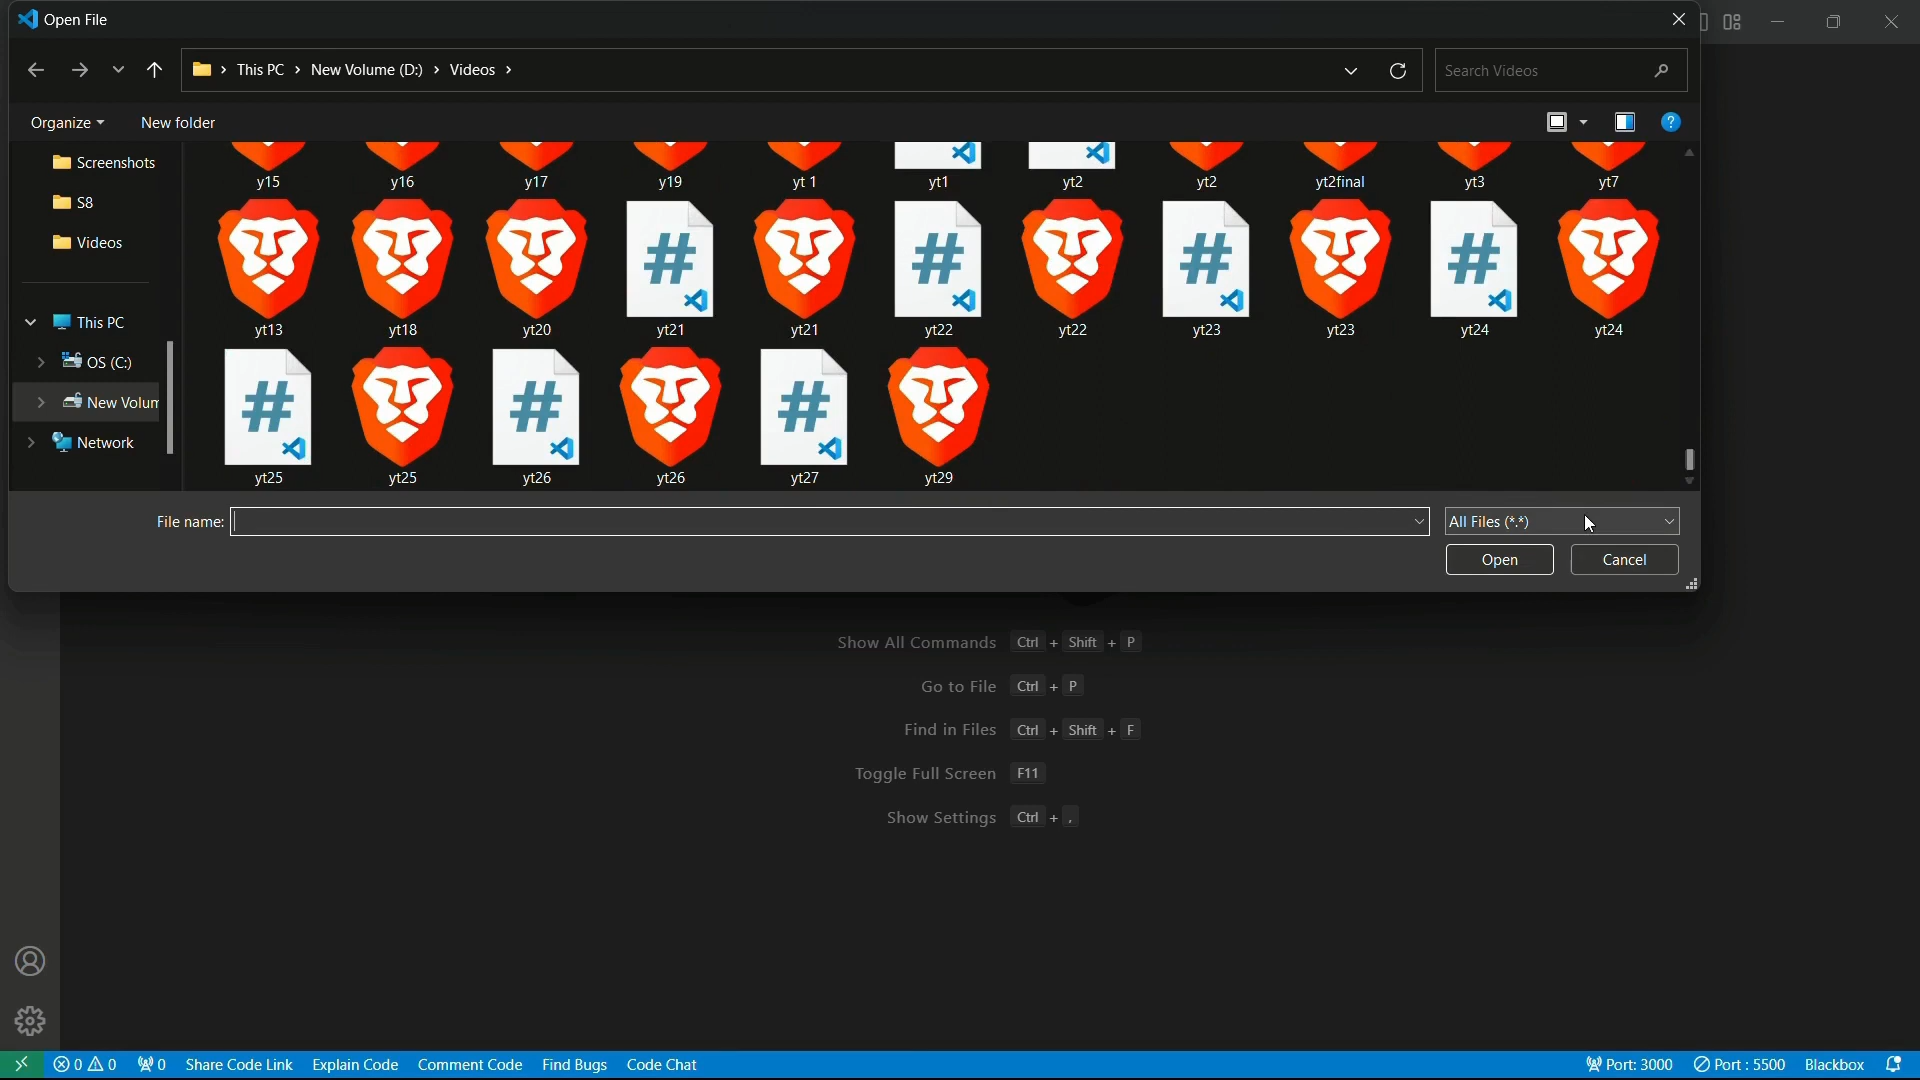 Open File
This PC New Volume (D:) Videos
Search Videos
Organize New folder
Screenshots
S8
Videos
This PC
OS (C:)
New Volum
Network
y15 y16 y17 y19 yt 1 yt1 yt2 yt2 yt2final yt3 yt7
yt13 yt18 yt20 yt21 yt21 yt22 yt22 yt23 yt23 yt24 yt24
yt25 yt25 yt26 yt26 yt27 yt29
File name: All Files (*.*)
Open Cancel
Show All Commands Ctrl + Shift + P
Go to File Ctrl + P
Find in Files Ctrl + Shift + F
Toggle Full Screen F11
Show Settings Ctrl + ,
0 0 0 Share Code Link Explain Code Comment Code Find Bugs Code Chat Port: 3000 Port : 5500 Blackbox